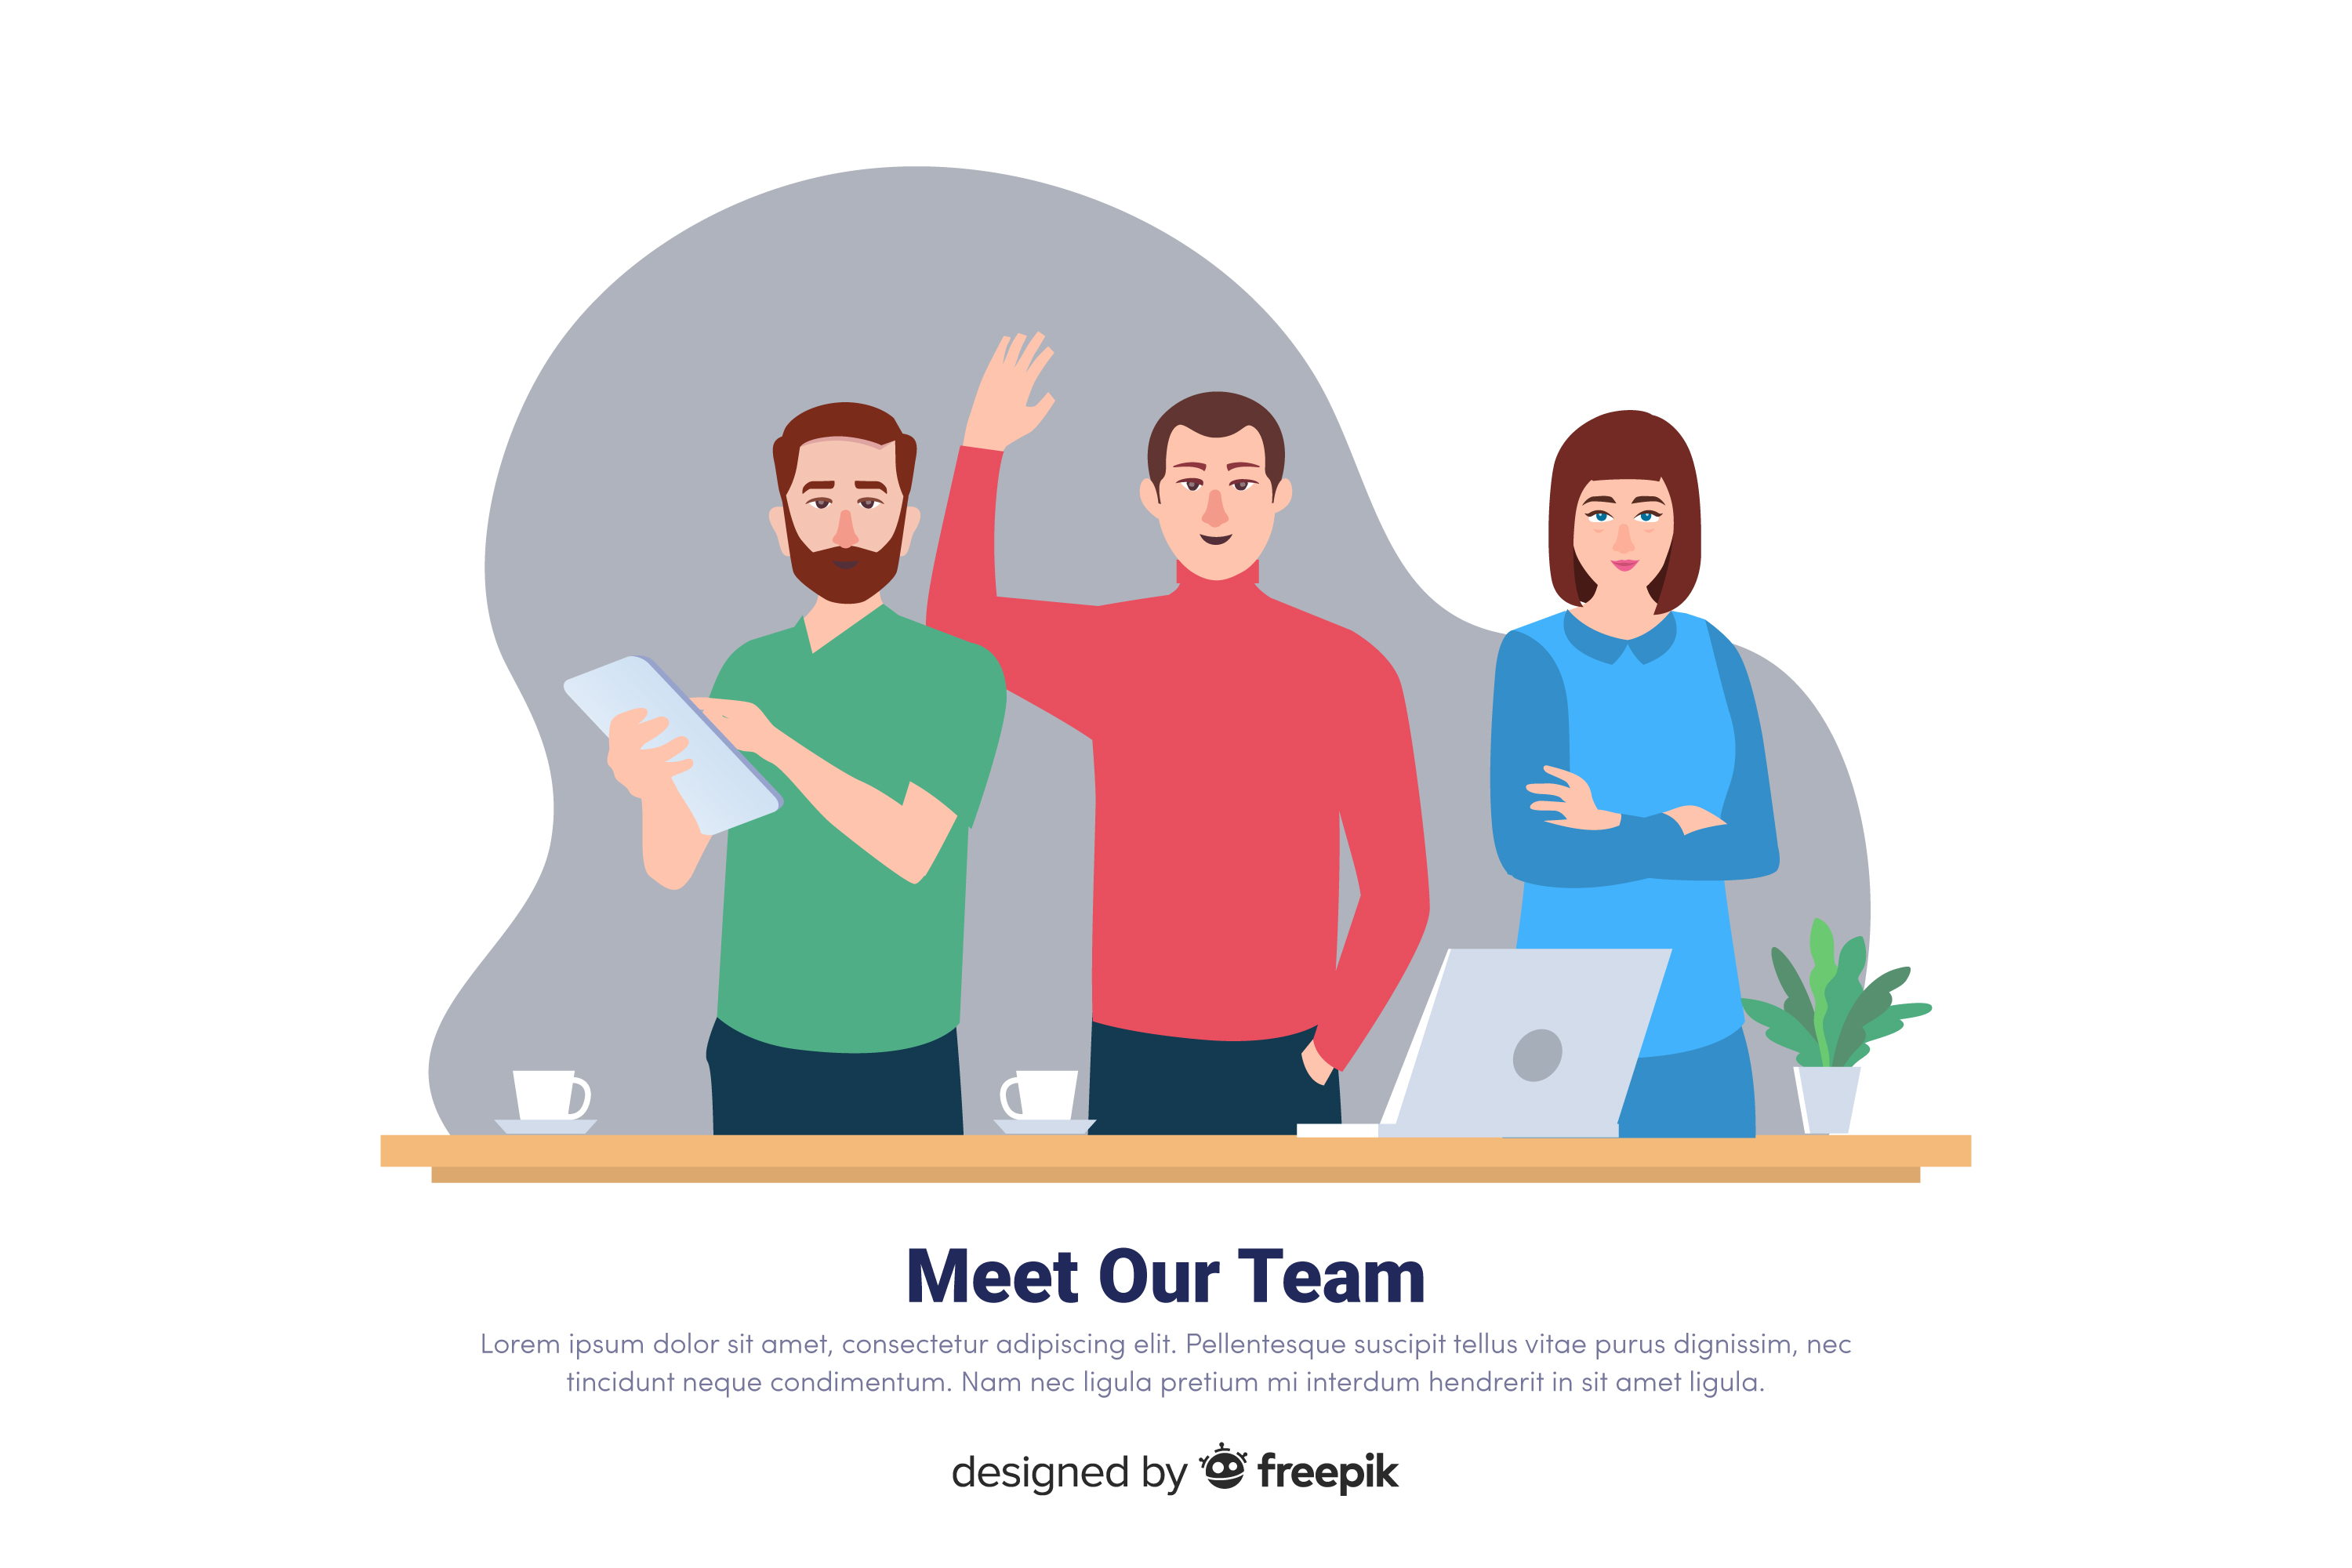 Meet Our Team
Lorem ipsum dolor sit amet, consectetur adipiscing elit. Pellentesque suscipit tellus vitae purus dignissim, nec
tincidunt neque condimentum. Nam nec ligula pretium mi interdum hendrerit in sit amet ligula.
designed by freepik